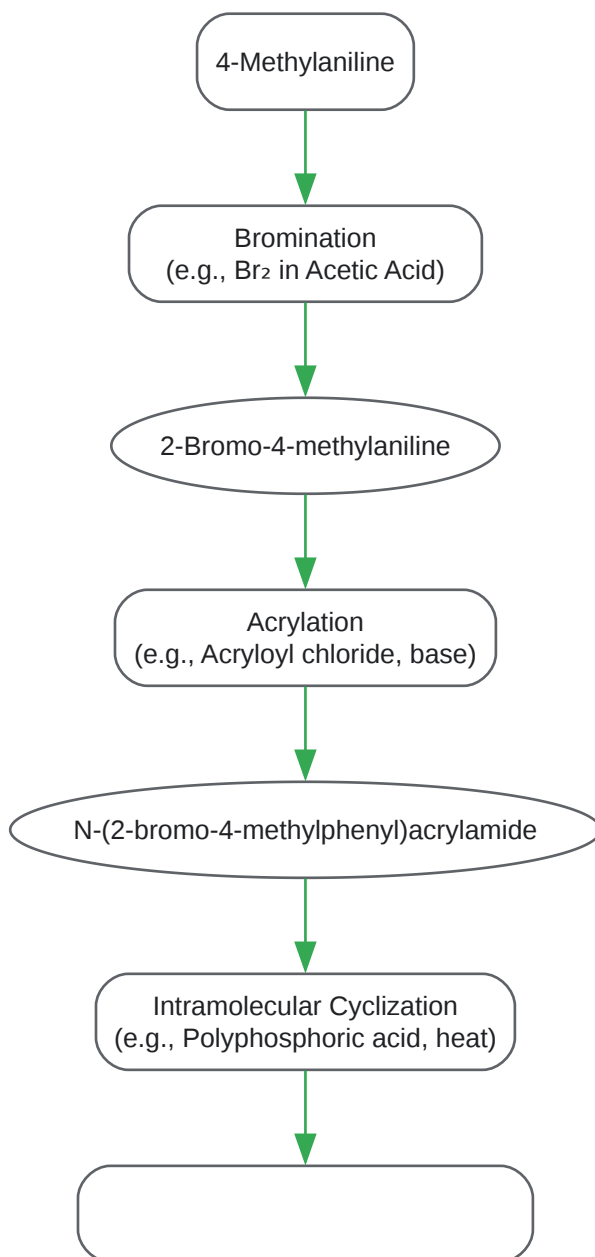 4-Methylaniline
Bromination
(e.g., Br₂ in Acetic Acid)
2-Bromo-4-methylaniline
Acrylation
(e.g., Acryloyl chloride, base)
N-(2-bromo-4-methylphenyl)acrylamide
Intramolecular Cyclization
(e.g., Polyphosphoric acid, heat)